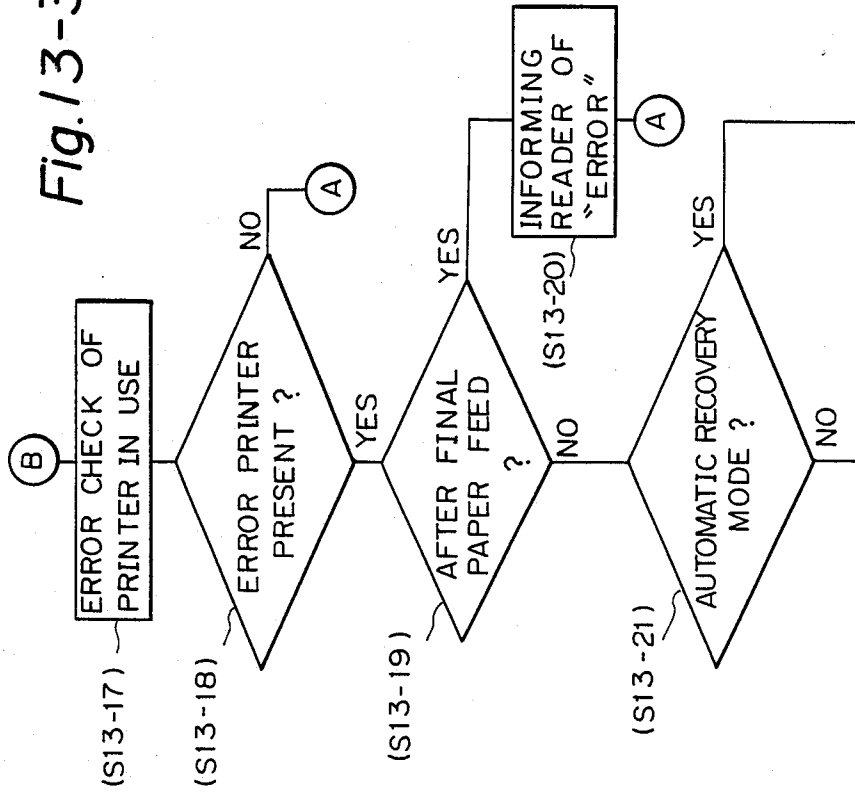 Fig.13-3
B
ERROR CHECK OF
PRINTER IN USE
(S13-17)
ERROR PRINTER
PRESENT ?
(S13-18)
NO
A
YES
AFTER FINAL
PAPER FEED
?
(S13-19)
YES
INFORMING
READER OF
"ERROR"
(S13-20)
A
NO
AUTOMATIC RECOVERY
MODE ?
(S13-21)
YES
NO